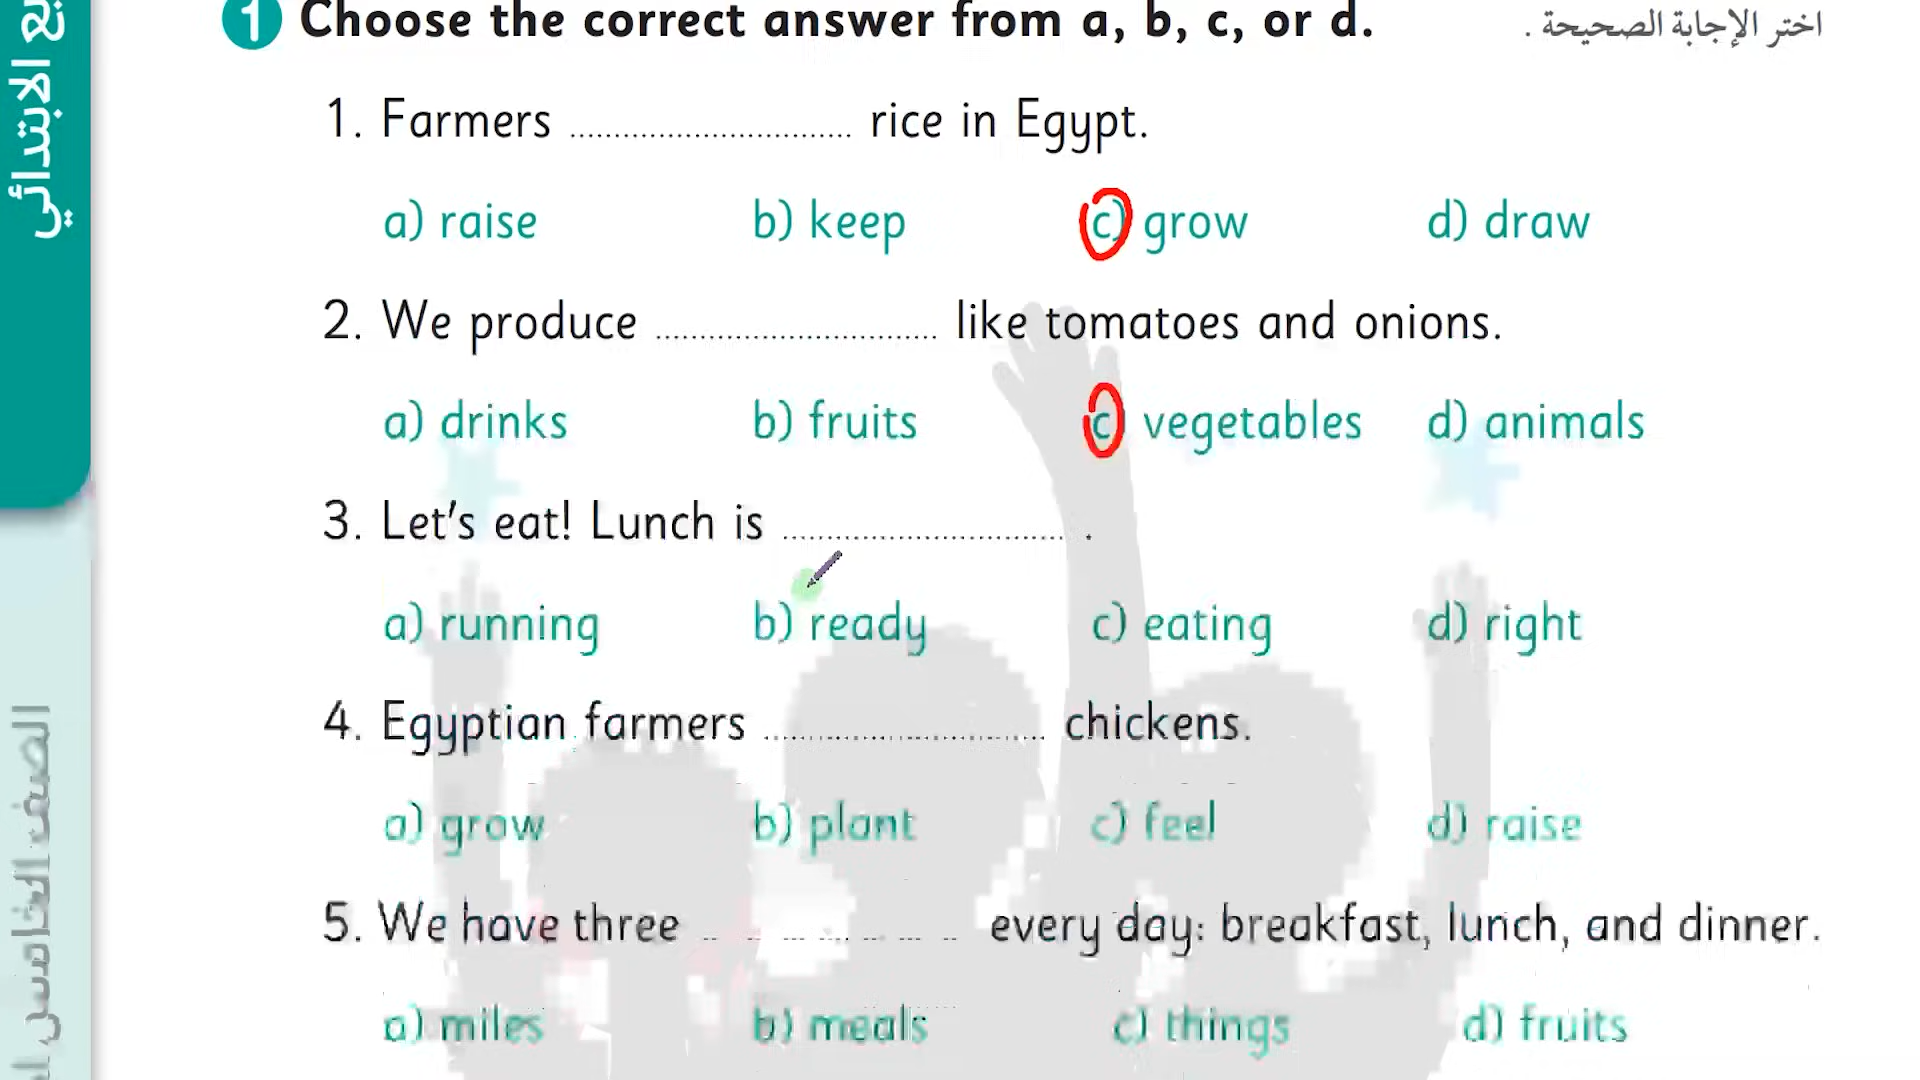 1 Choose the correct answer from a, b, c, or d. اختر الإجابة الصحيحة .
1. Farmers ............................ rice in Egypt.
a) raise b) keep c) grow d) draw
2. We produce ............................ like tomatoes and onions.
a) drinks b) fruits c) vegetables d) animals
3. Let's eat! Lunch is ............................ .
a) running b) ready c) eating d) right
4. Egyptian farmers ............................ chickens.
a) grow b) plant c) feel d) raise
5. We have three ............................ every day: breakfast, lunch, and dinner.
a) miles b) meals c) things d) fruits
الابتدائي
الصف الخامس